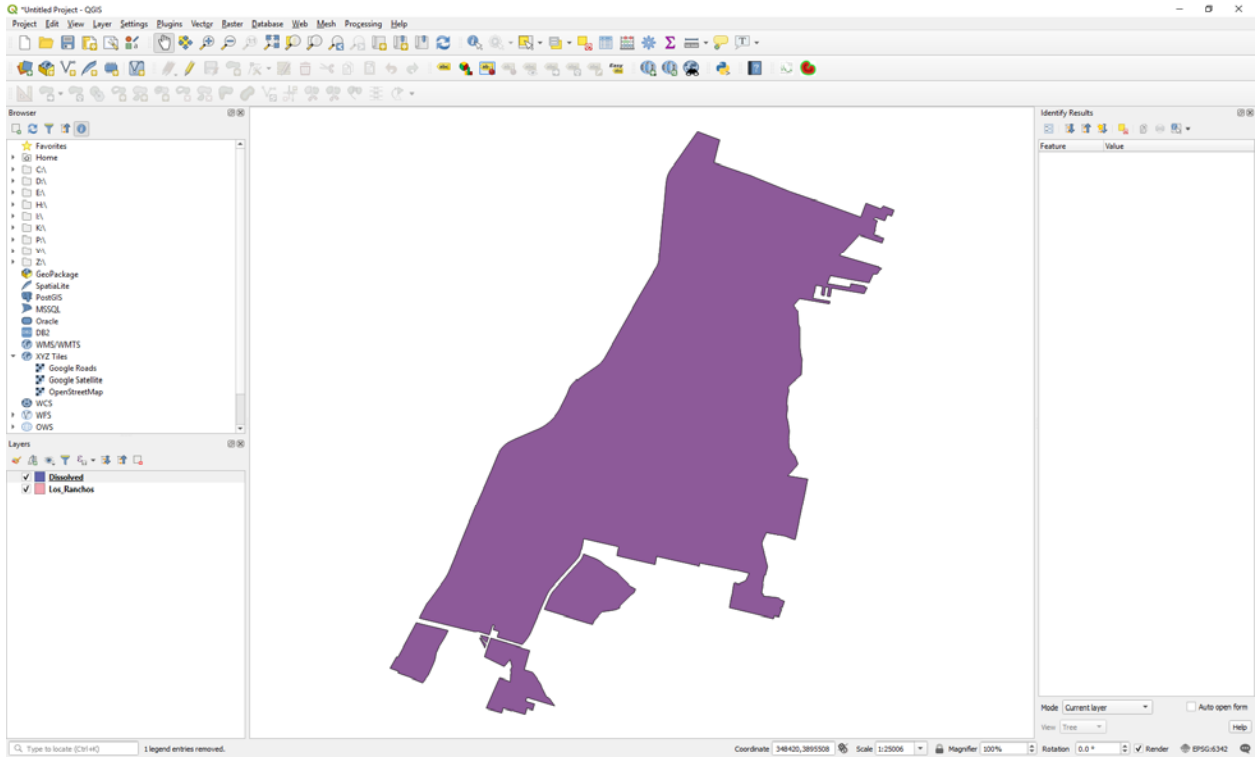 *Untitled Project - QGIS
Project Edit View Layer Settings Plugins Vector Raster Database Web Mesh Processing Help
Browser
Favorites
Home
C:\
D:\
E:\
H:\
I:\
K:\
P:\
V:\
Z:\
GeoPackage
SpatiaLite
PostGIS
MSSQL
Oracle
DB2
WMS/WMTS
XYZ Tiles
Google Roads
Google Satellite
OpenStreetMap
WCS
WFS
OWS
Layers
Dissolved
Los_Ranchos
Identify Results
Feature Value
Mode Current layer Auto open form
View Tree Help
Type to locate (Ctrl+K) 1 legend entries removed. Coordinate 348420,3895508 Scale 1:25006 Magnifier 100% Rotation 0.0 ° Render EPSG:6342